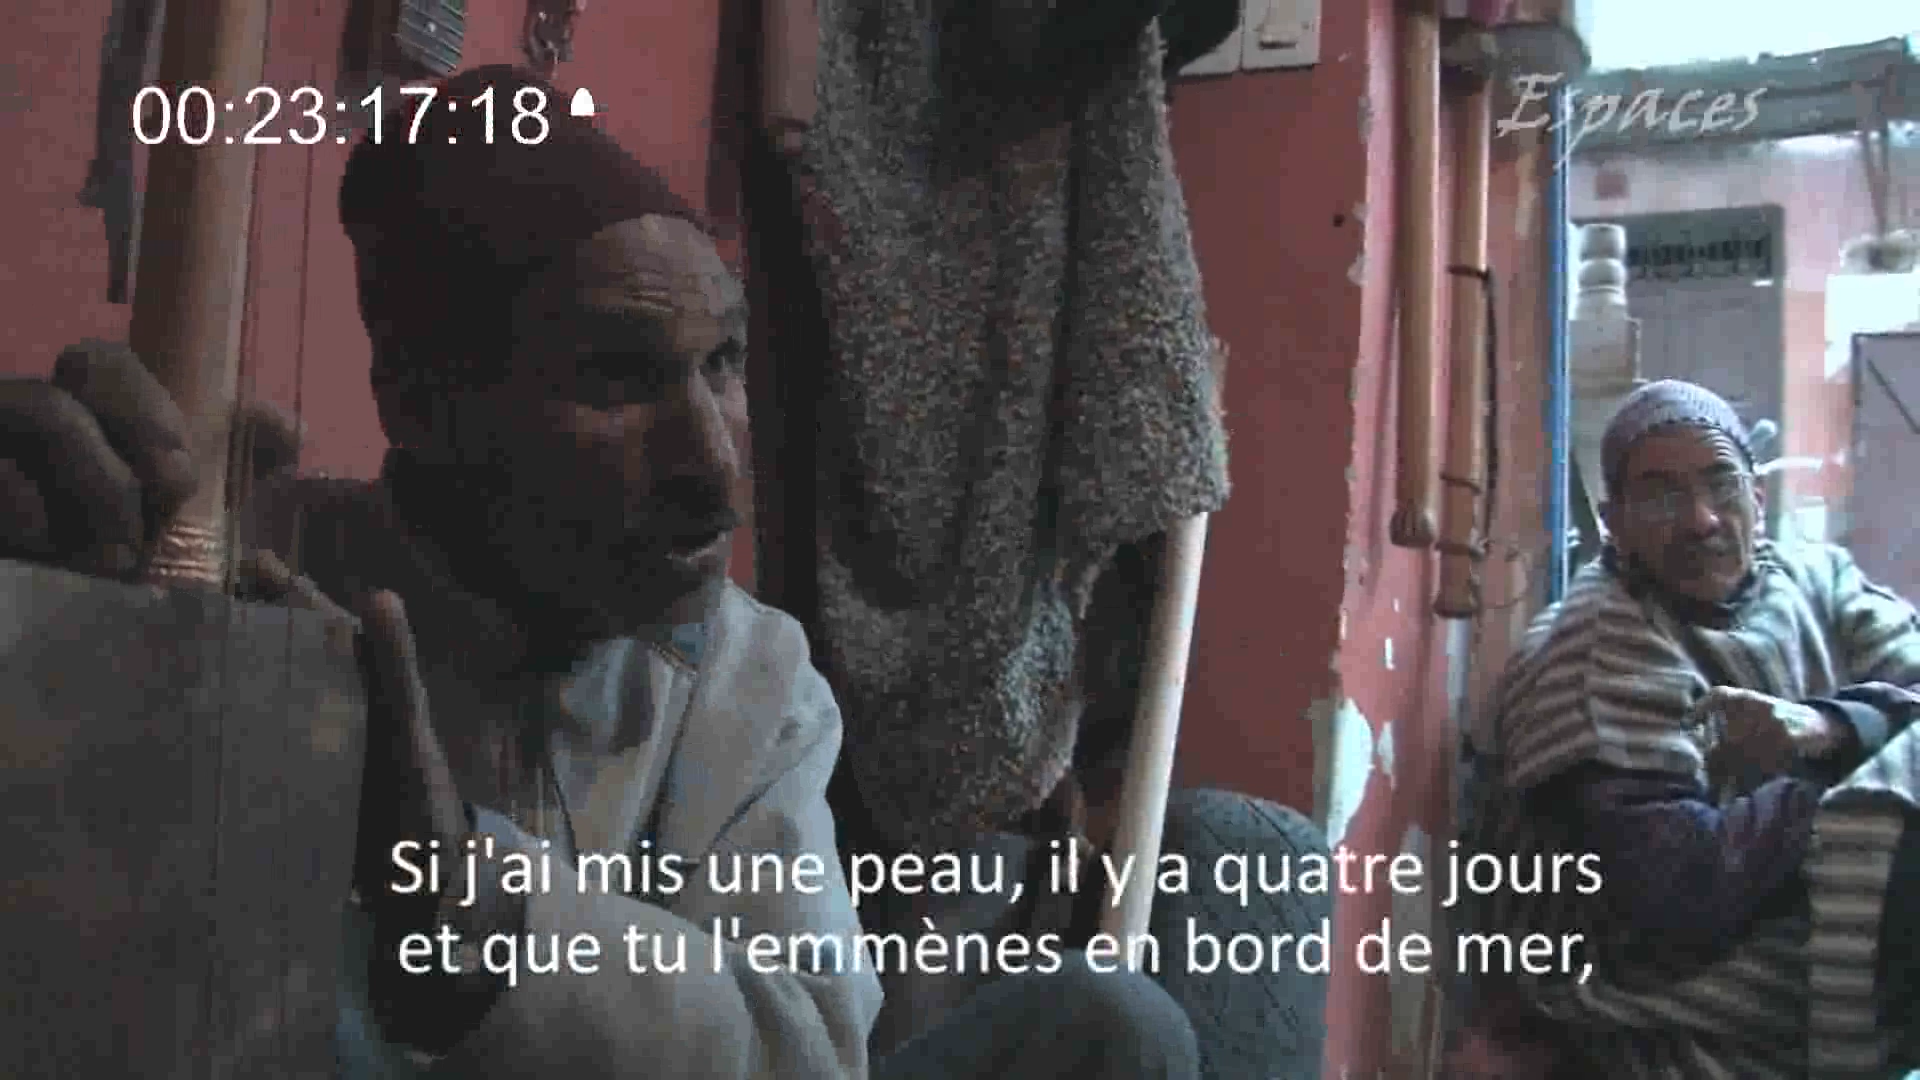 00:23:17:18
Espaces
Si j'ai mis une peau, il y a quatre jours
et que tu l'emmènes en bord de mer,